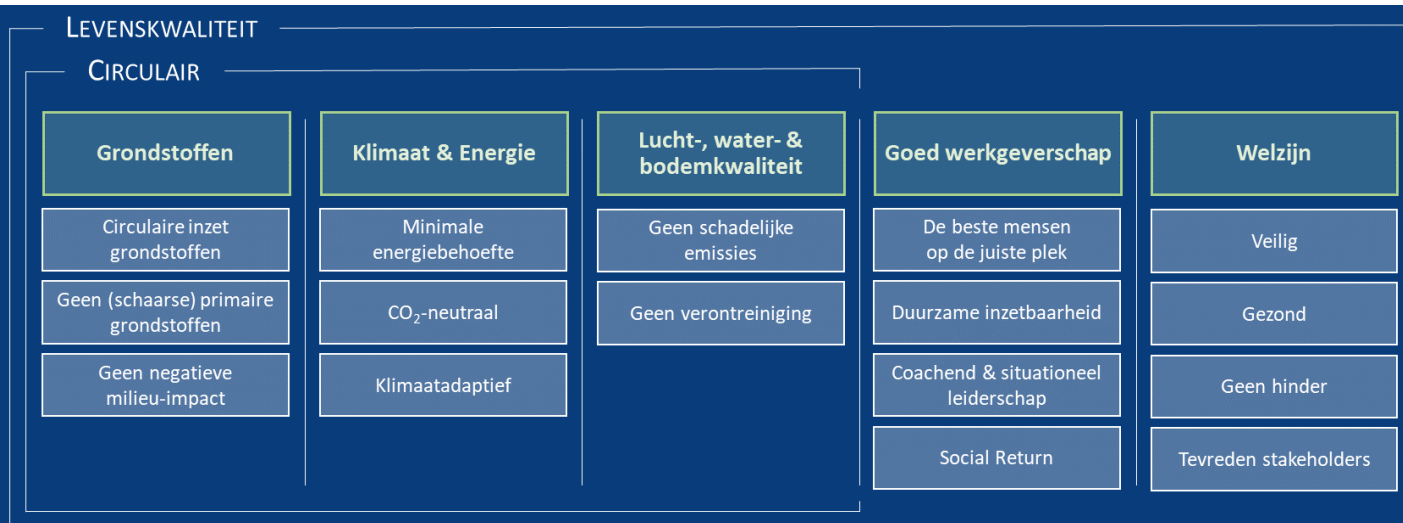 LEVENSKWALITEIT
CIRCULAIR
Grondstoffen
Circulaire inzet
grondstoffen
Geen (schaarse) primaire
grondstoffen
Geen negatieve
milieu-impact
Klimaat & Energie
Minimale
energiebehoefte
CO₂-neutraal
Klimaatadaptief
Lucht-, water- &
bodemkwaliteit
Geen schadelijke
emissies
Geen verontreiniging
Goed werkgeverschap
De beste mensen
op de juiste plek
Duurzame inzetbaarheid
Coachend & situationeel
leiderschap
Social Return
Welzijn
Veilig
Gezond
Geen hinder
Tevreden stakeholders